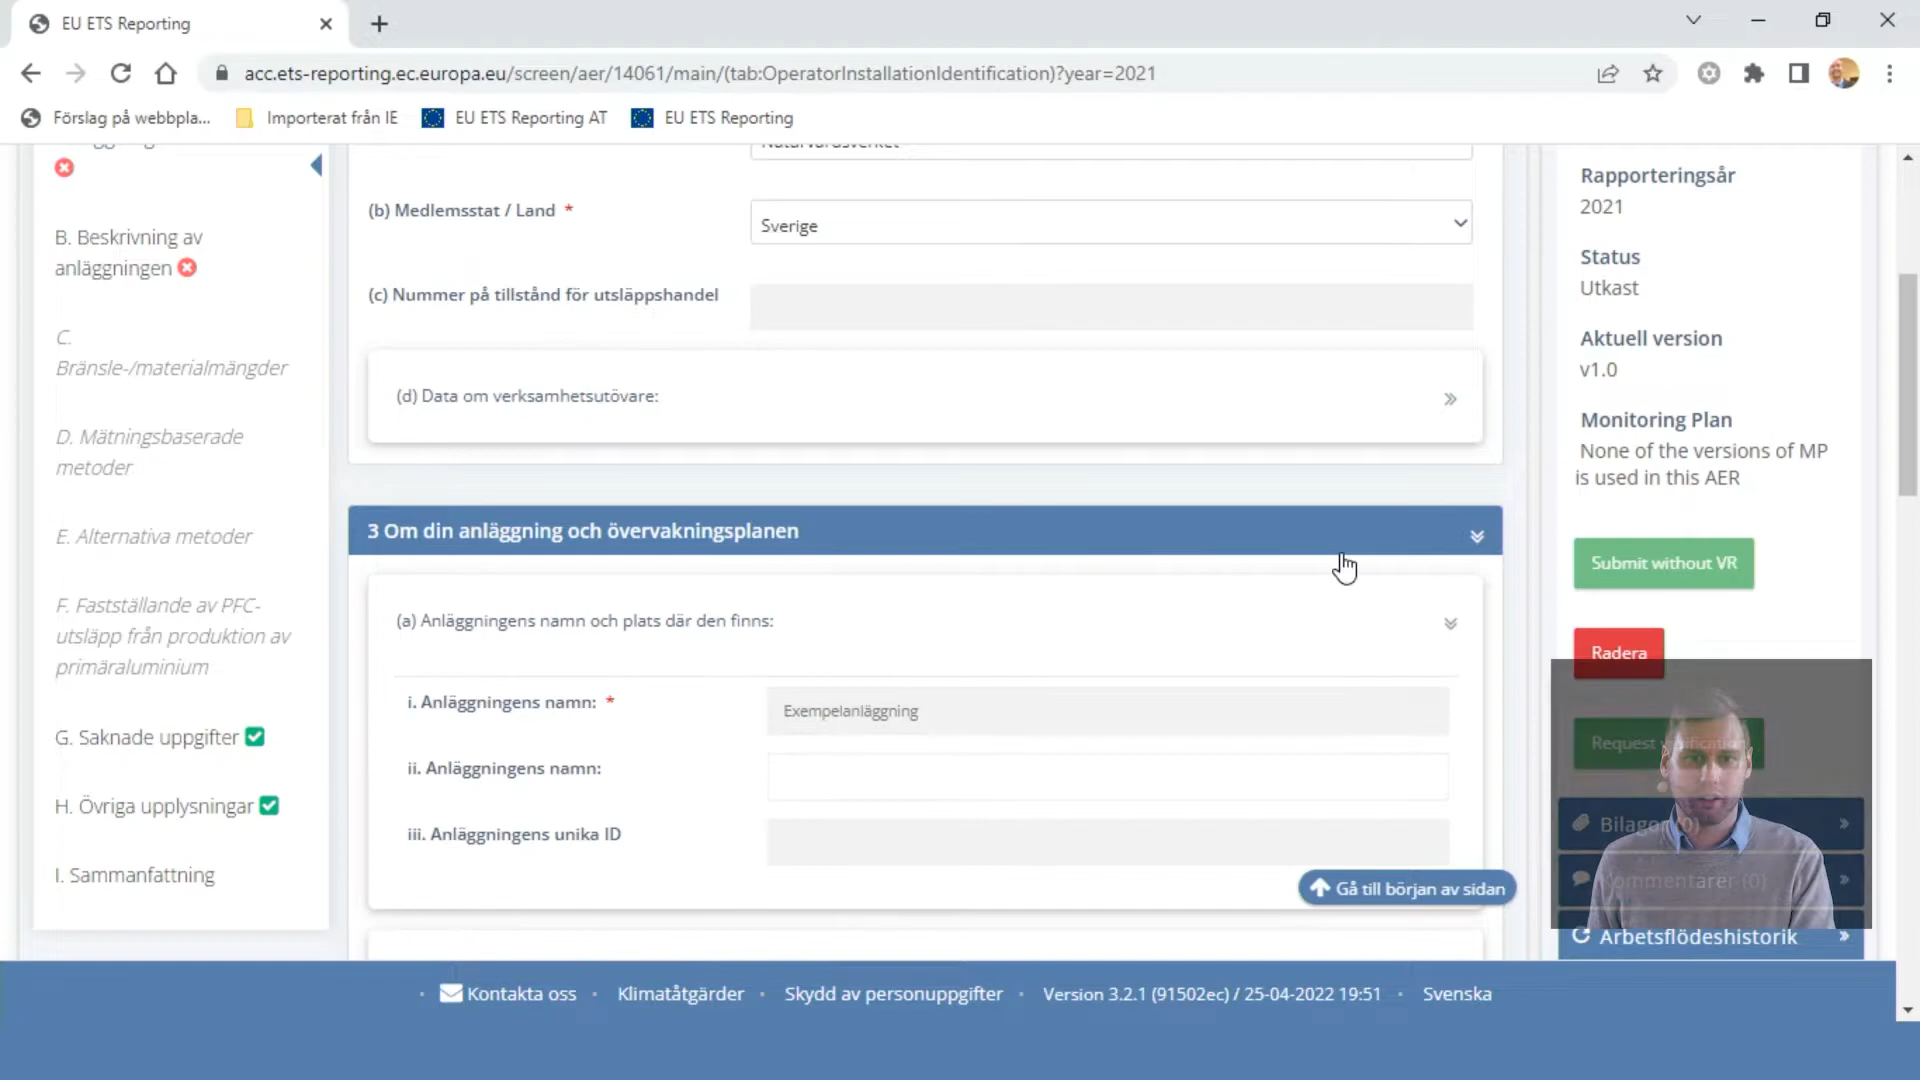 EU ETS Reporting
acc.ets-reporting.ec.europa.eu/screen/aer/14061/main/(tab:OperatorInstallationIdentification)?year=2021
Förslag på webbpla...
Importerat från IE
EU ETS Reporting AT
EU ETS Reporting
B. Beskrivning av
anläggningen
C.
Bränsle-/materialmängder
D. Mätningsbaserade
metoder
E. Alternativa metoder
F. Fastställande av PFC-
utsläpp från produktion av
primäraluminium
G. Saknade uppgifter
H. Övriga upplysningar
I. Sammanfattning
Naturvårdsverket
(b) Medlemsstat / Land *
Sverige
(c) Nummer på tillstånd för utsläppshandel
(d) Data om verksamhetsutövare:
3 Om din anläggning och övervakningsplanen
(a) Anläggningens namn och plats där den finns:
i. Anläggningens namn: *
Exempelanläggning
ii. Anläggningens namn:
iii. Anläggningens unika ID
Gå till början av sidan
Rapporteringsår
2021
Status
Utkast
Aktuell version
v1.0
Monitoring Plan
None of the versions of MP
is used in this AER
Submit without VR
Radera
Request verification
Bilagor (0)
Kommentarer (0)
Arbetsflödeshistorik
Kontakta oss
Klimatåtgärder
Skydd av personuppgifter
Version 3.2.1 (91502ec) / 25-04-2022 19:51
Svenska